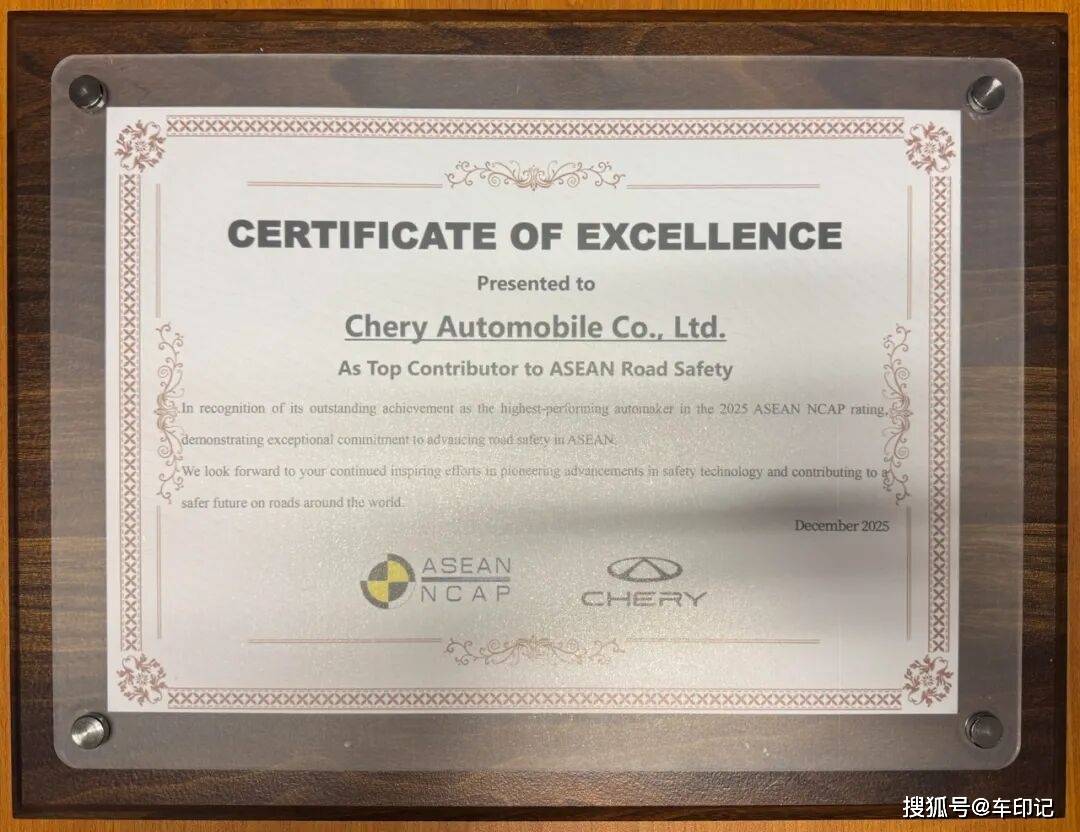 CERTIFICATE OF EXCELLENCE
Presented to
Chery Automobile Co., Ltd.
As Top Contributor to ASEAN Road Safety
In recognition of its outstanding achievement as the highest-performing automaker in the 2025 ASEAN NCAP rating,
demonstrating exceptional commitment to advancing road safety in ASEAN.
We look forward to your continued inspiring efforts in pioneering advancements in safety technology and contributing to a
safer future on roads around the world.
December 2025
ASEAN
NCAP
CHERY
搜狐号@车印记